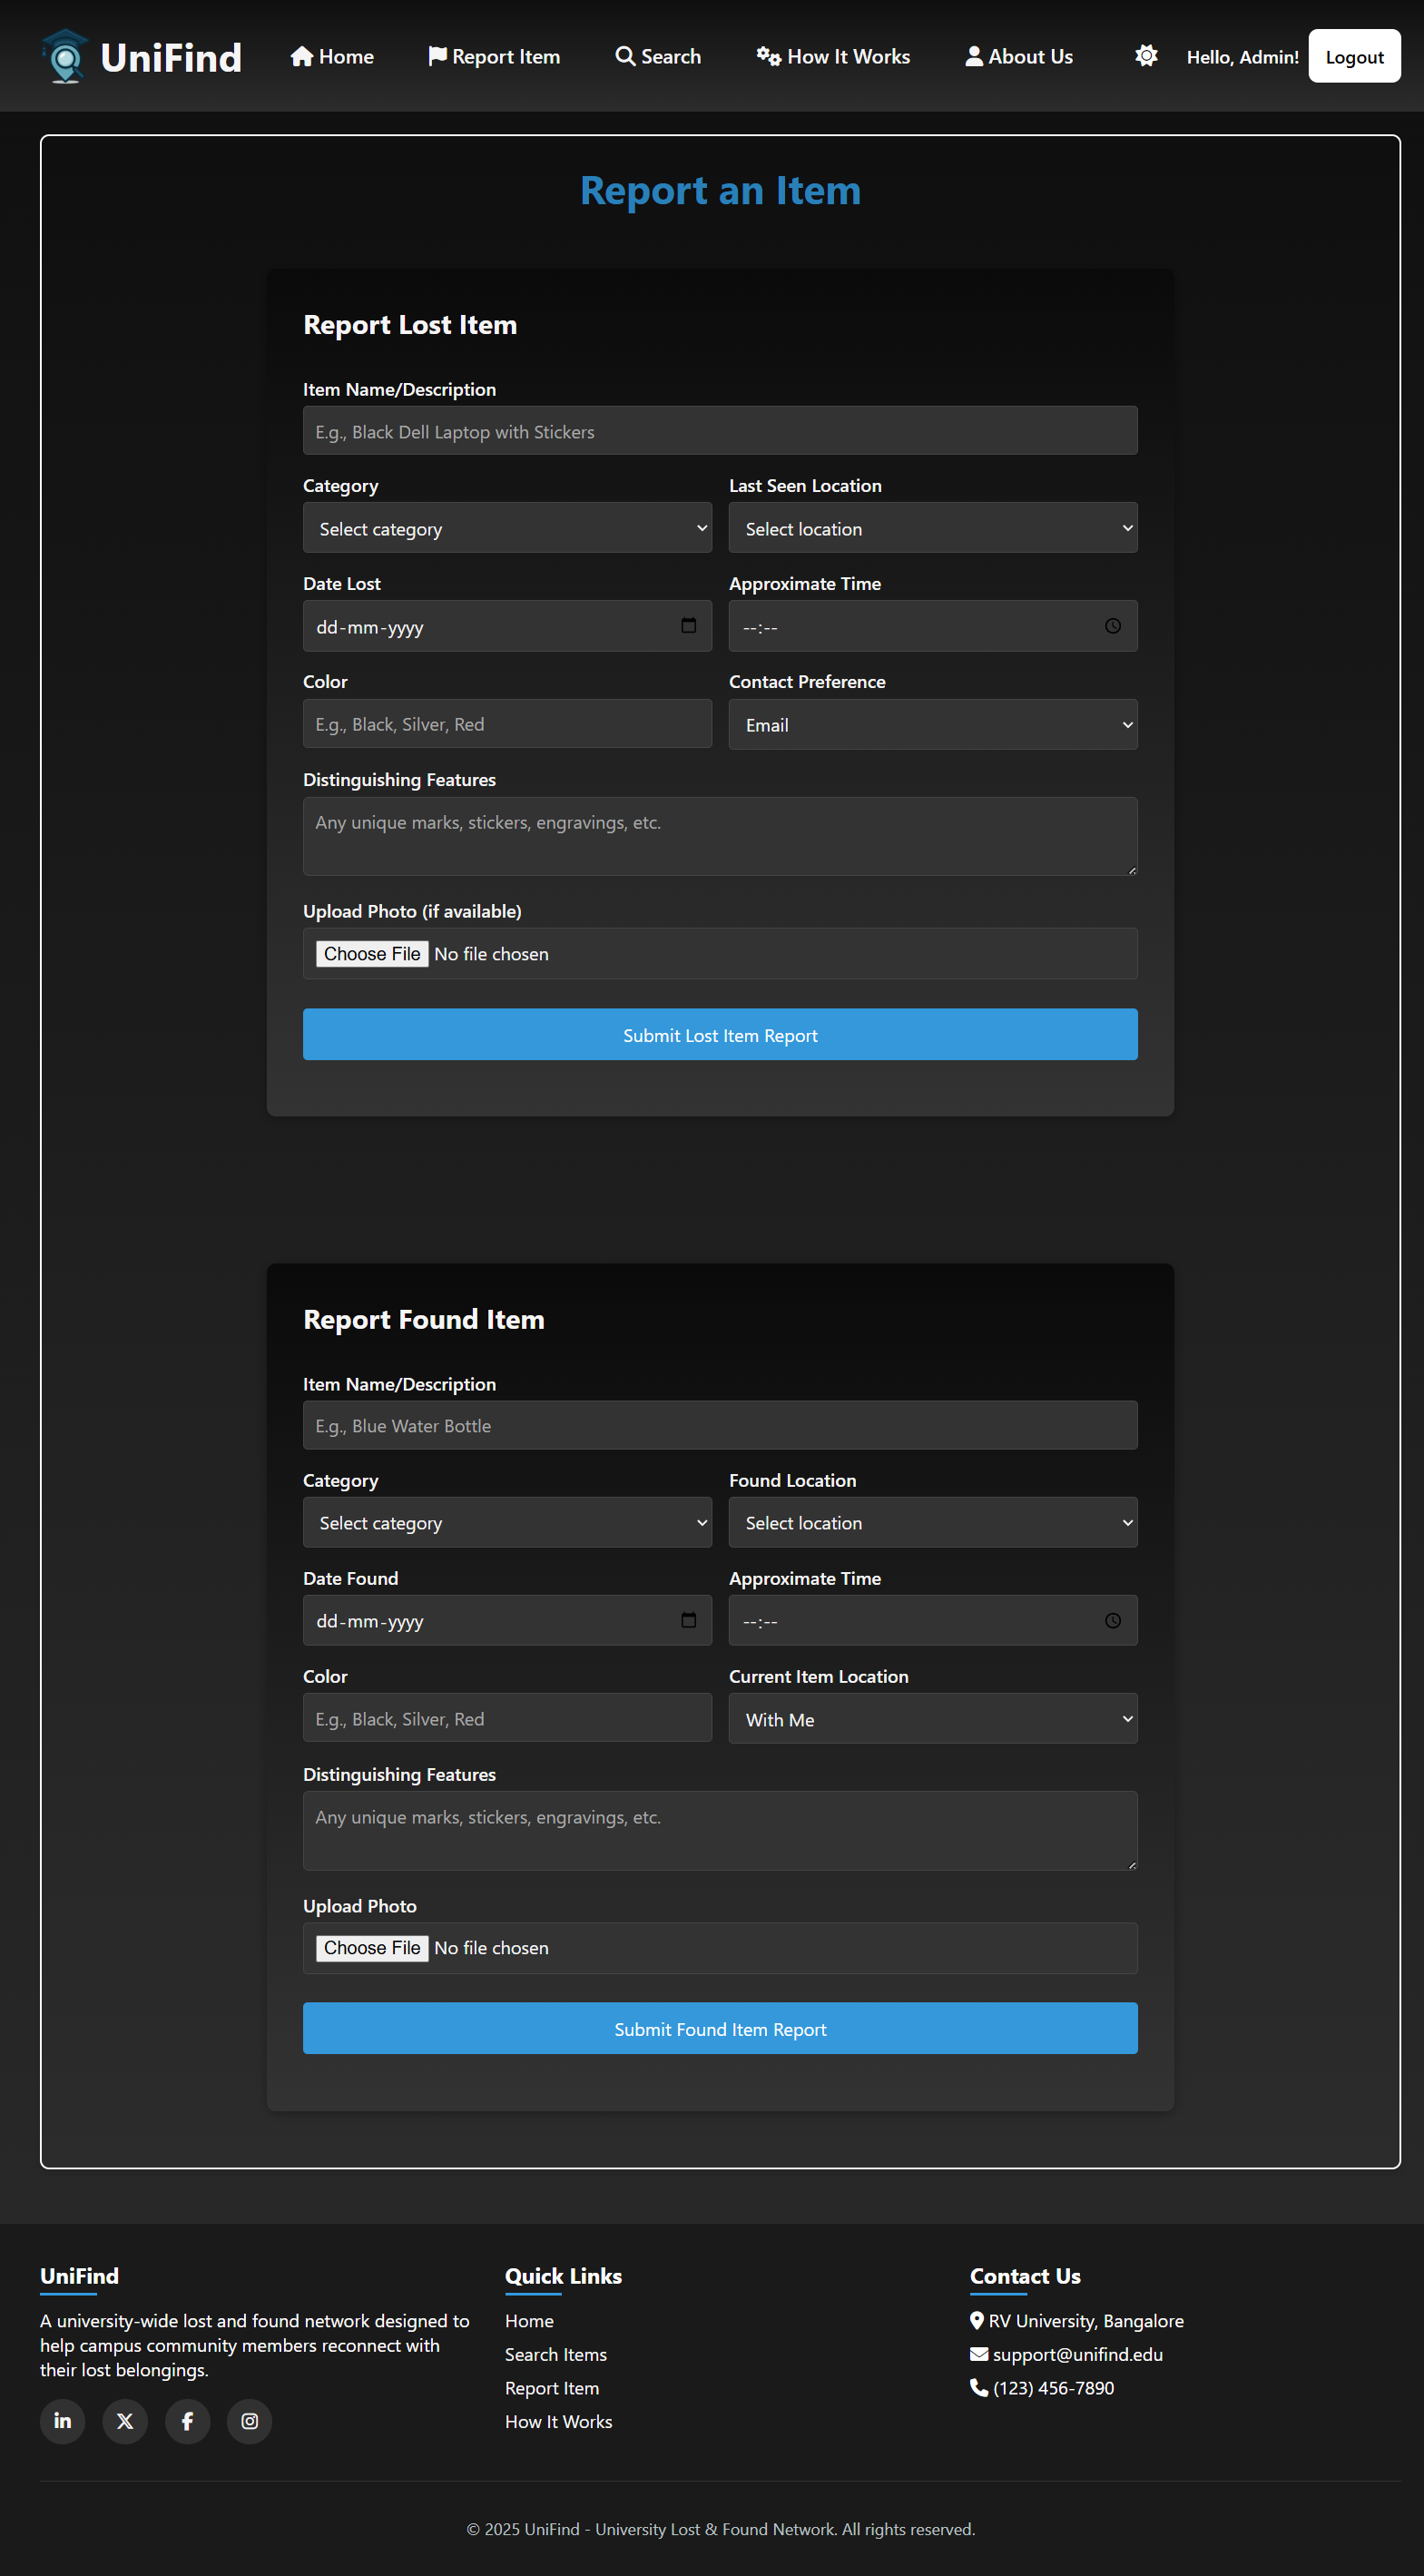 UniFind
Home
Report Item
Search
How It Works
About Us
Hello, Admin!
Logout
Report an Item
Report Lost Item
Item Name/Description
E.g., Black Dell Laptop with Stickers
Category
Last Seen Location
Select category
Select location
Date Lost
Approximate Time
dd-mm-yyyy
--:--
Color
Contact Preference
E.g., Black, Silver, Red
Email
Distinguishing Features
Any unique marks, stickers, engravings, etc.
Upload Photo (if available)
Choose File No file chosen
Submit Lost Item Report
Report Found Item
Item Name/Description
E.g., Blue Water Bottle
Category
Found Location
Select category
Select location
Date Found
Approximate Time
dd-mm-yyyy
--:--
Color
Current Item Location
E.g., Black, Silver, Red
With Me
Distinguishing Features
Any unique marks, stickers, engravings, etc.
Upload Photo
Choose File No file chosen
Submit Found Item Report
UniFind
A university-wide lost and found network designed to
help campus community members reconnect with
their lost belongings.
Quick Links
Home
Search Items
Report Item
How It Works
Contact Us
RV University, Bangalore
support@unifind.edu
(123) 456-7890
© 2025 UniFind - University Lost & Found Network. All rights reserved.